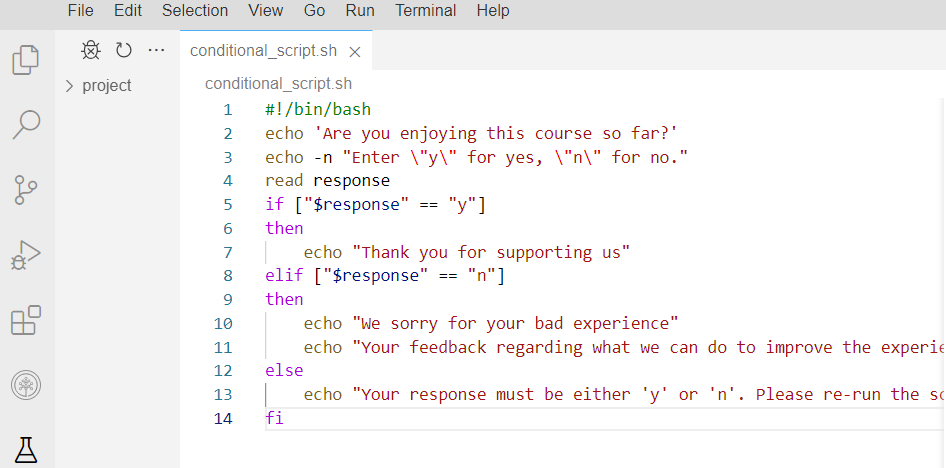 File Edit Selection View Go Run Terminal Help
conditional_script.sh
project
conditional_script.sh
1 #!/bin/bash
2 echo 'Are you enjoying this course so far?'
3 echo -n "Enter \"y\" for yes, \"n\" for no."
4 read response
5 if ["$response" == "y"]
6 then
7 echo "Thank you for supporting us"
8 elif ["$response" == "n"]
9 then
10 echo "We sorry for your bad experience"
11 echo "Your feedback regarding what we can do to improve the
12 else
13 echo "Your response must be either 'y' or 'n'. Please re-run the
14 fi